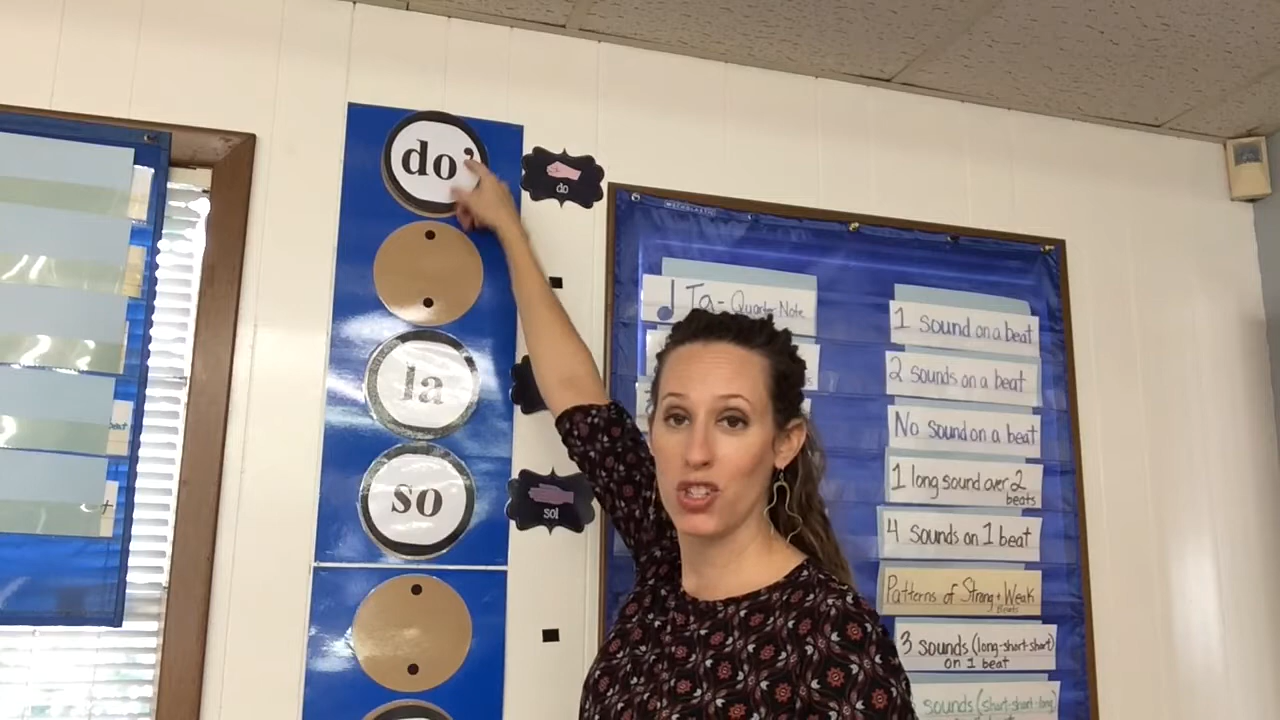 do'
do
la
so
sol
SCHOLASTIC
Ta- Quarter Note
1 sound on a beat
2 sounds on a beat
No sound on a beat
1 long sound over 2
beats
4 sounds on 1 beat
Patterns of Strong + Weak
Beats
3 sounds (long-short-short)
on 1 beat
sounds (short-short-long)
beat